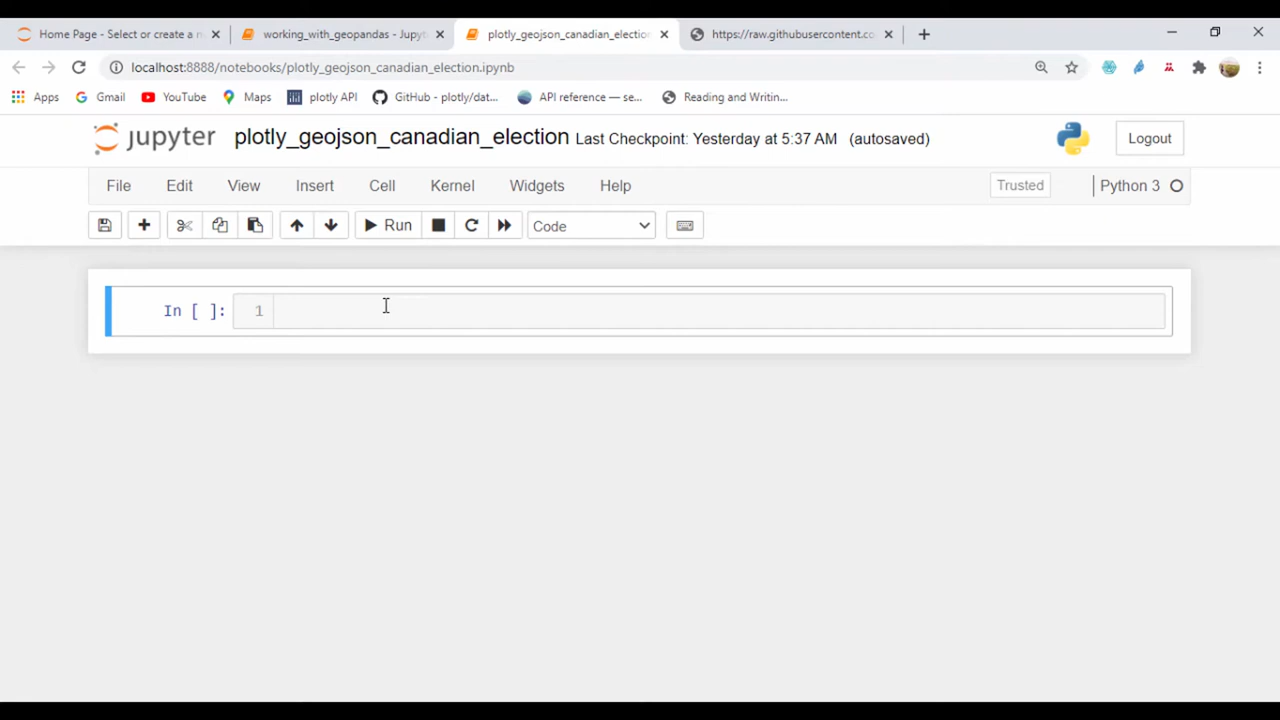 Home Page - Select or create a n
working_with_geopandas - Jupyt
plotly_geojson_canadian_election
https://raw.githubusercontent.co
localhost:8888/notebooks/plotly_geojson_canadian_election.ipynb
Apps Gmail YouTube Maps plotly API GitHub - plotly/dat... API reference — se... Reading and Writin...
jupyter plotly_geojson_canadian_election Last Checkpoint: Yesterday at 5:37 AM (autosaved) Logout
File Edit View Insert Cell Kernel Widgets Help Trusted Python 3
Run Code
In [ ]: 1